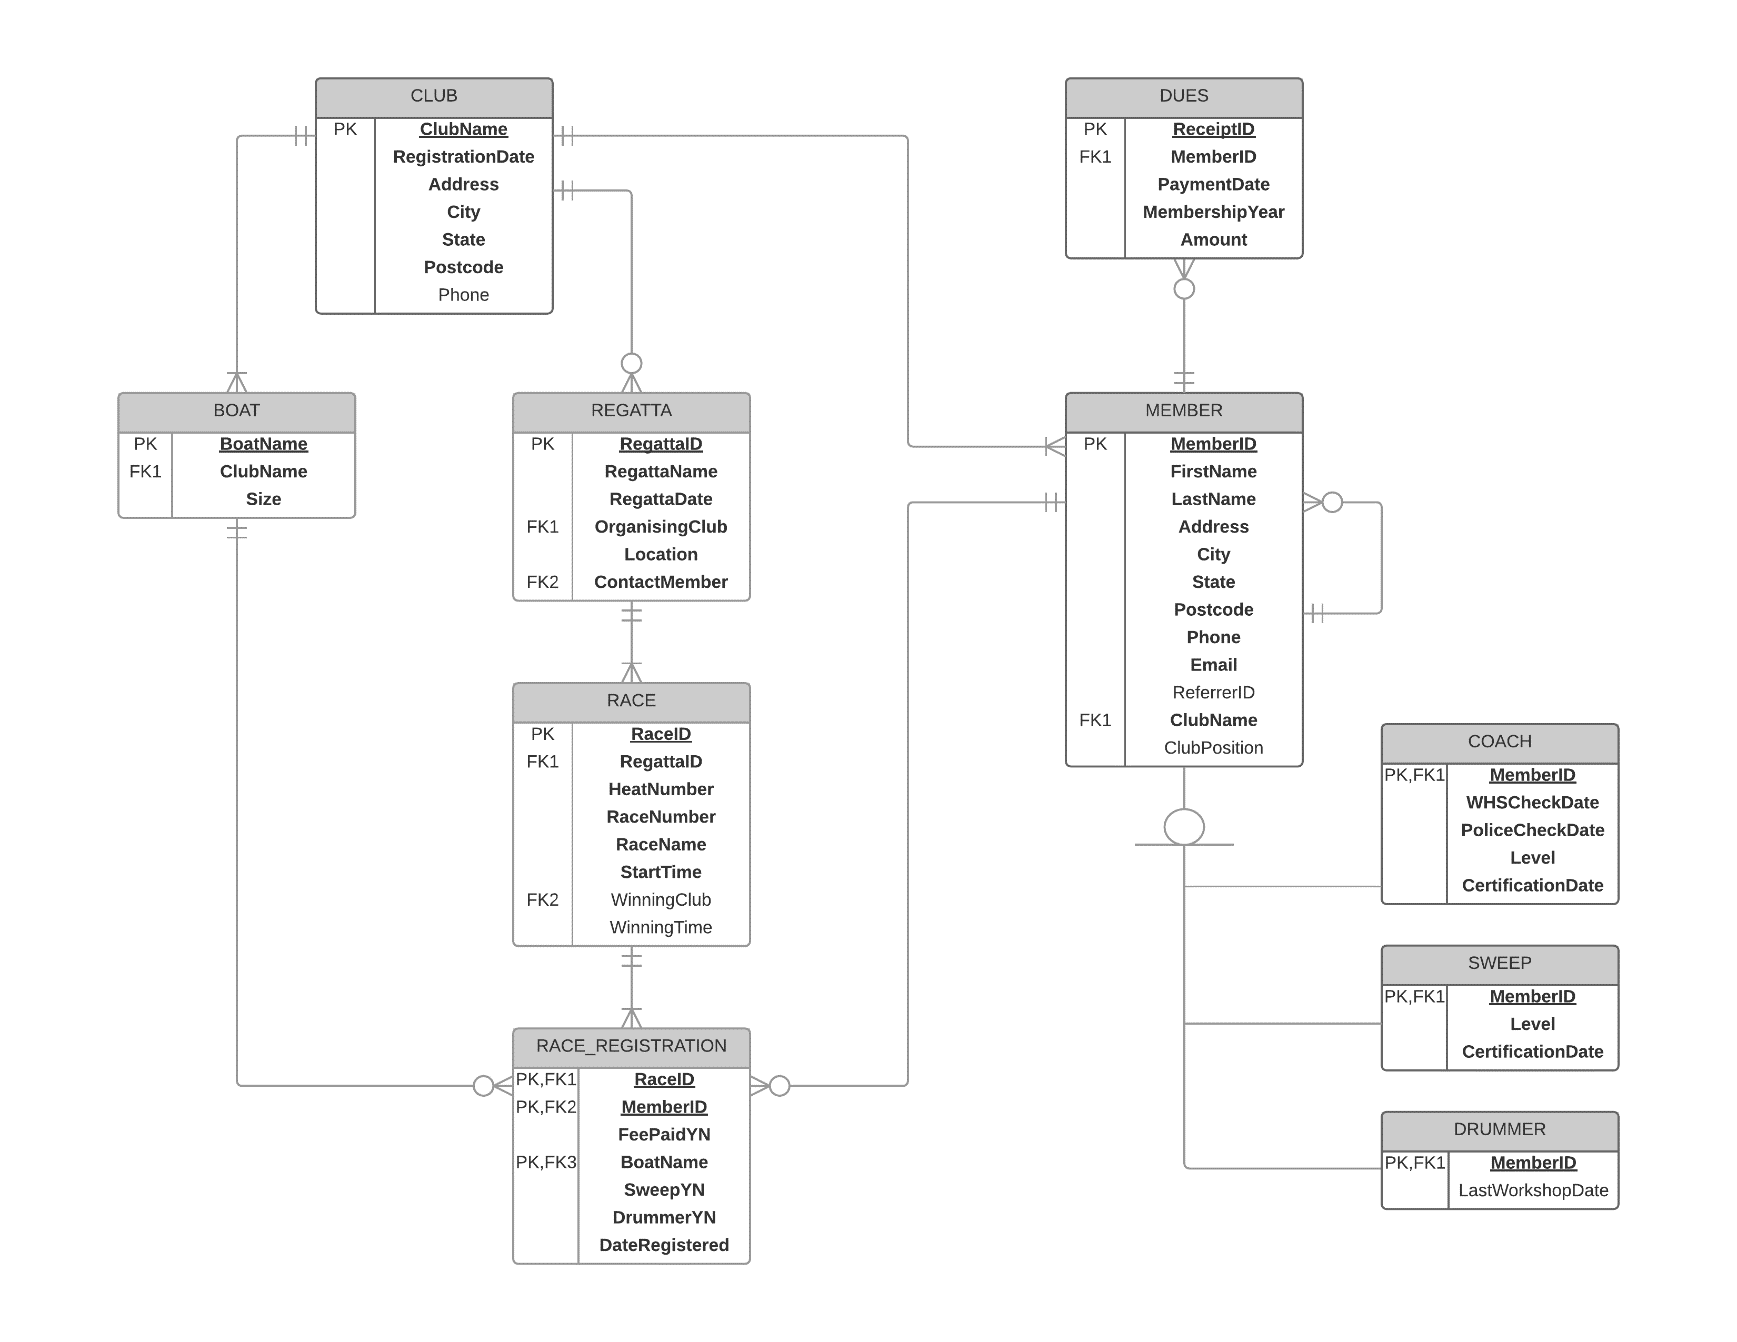 CLUB
PK ClubName
RegistrationDate
Address
City
State
Postcode
Phone
DUES
PK ReceiptID
FK1 MemberID
PaymentDate
MembershipYear
Amount
BOAT
PK BoatName
FK1 ClubName
Size
REGATTA
PK RegattaID
RegattaName
RegattaDate
FK1 OrganisingClub
Location
FK2 ContactMember
MEMBER
PK MemberID
FirstName
LastName
Address
City
State
Postcode
Phone
Email
ReferrerID
FK1 ClubName
ClubPosition
RACE
PK RaceID
FK1 RegattaID
HeatNumber
RaceNumber
RaceName
StartTime
FK2 WinningClub
WinningTime
COACH
PK,FK1 MemberID
WHSCheckDate
PoliceCheckDate
Level
CertificationDate
SWEEP
PK,FK1 MemberID
Level
CertificationDate
RACE_REGISTRATION
PK,FK1 RaceID
PK,FK2 MemberID
FeePaidYN
PK,FK3 BoatName
SweepYN
DrummerYN
DateRegistered
DRUMMER
PK,FK1 MemberID
LastWorkshopDate